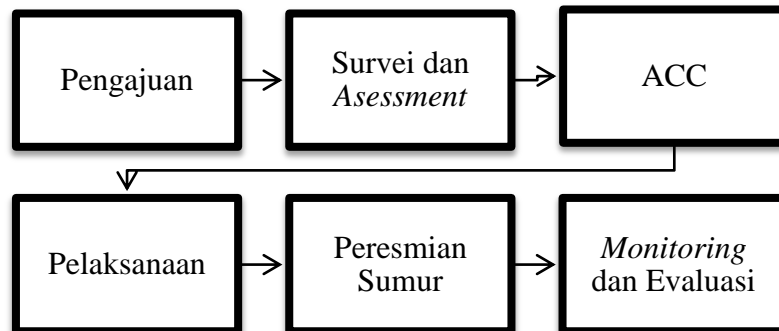 Pengajuan
Survei dan
Asessment
ACC
Pelaksanaan
Peresmian
Sumur
Monitoring
dan Evaluasi